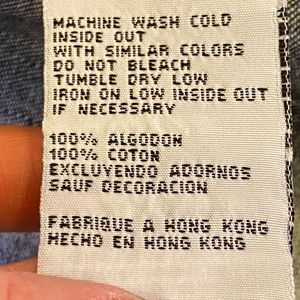 MACHINE WASH COLD
INSIDE OUT
WITH SIMILAR COLORS
DO NOT BLEACH
TUMBLE DRY LOW
IRON ON LOW INSIDE OUT
IF NECESSARY
100% ALGODON
100% COTON
EXCLUYENDO ADORNOS
SAUF DECORACION
FABRIQUE A HONG KONG
HECHO EN HONG KONG